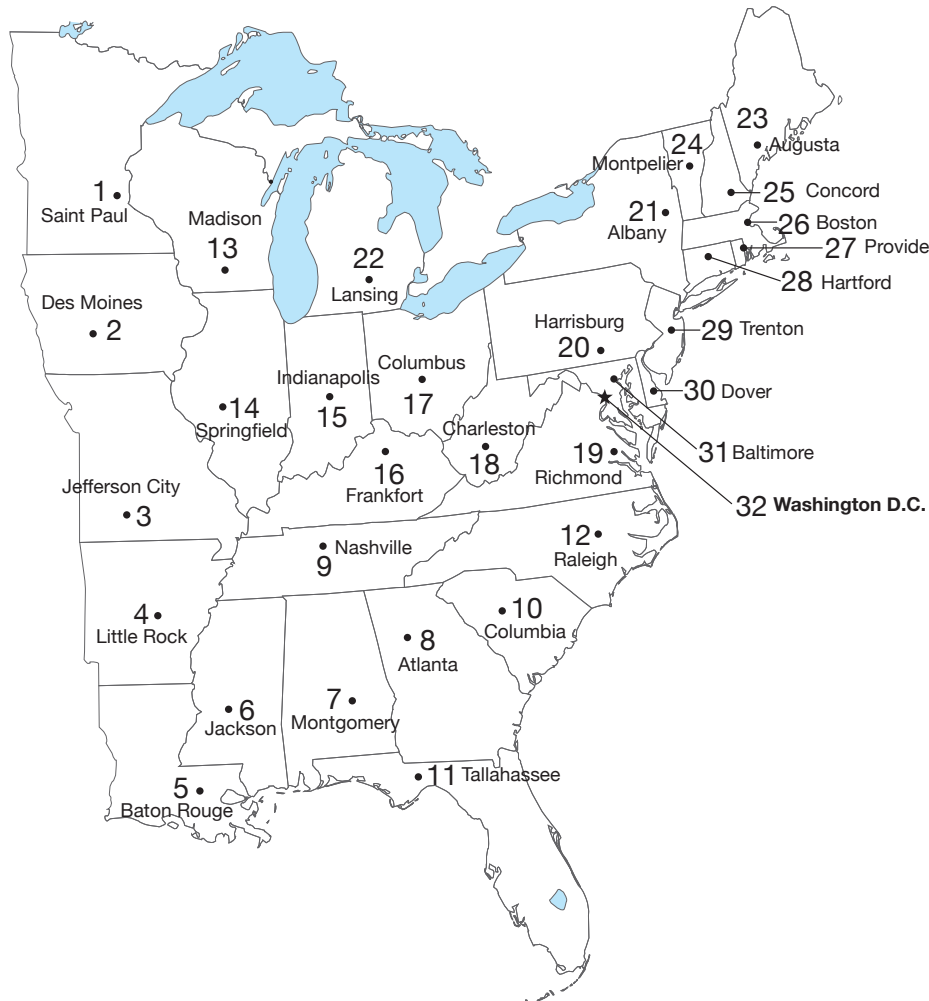 23
24
Augusta
Montpelier
1
Saint Paul
25 Concord
Madison
13
21
Albany
26 Boston
27 Provide
22
Lansing
28 Hartford
Des Moines
2
Harrisburg
20
29 Trenton
Columbus
17
Indianapolis
15
30 Dover
14
Springfield
Charleston
18
31 Baltimore
19
Richmond
16
Frankfort
Jefferson City
3
32 Washington D.C.
12
Raleigh
Nashville
9
4
Little Rock
10
Columbia
8
Atlanta
6
Jackson
7
Montgomery
11 Tallahassee
5
Baton Rouge